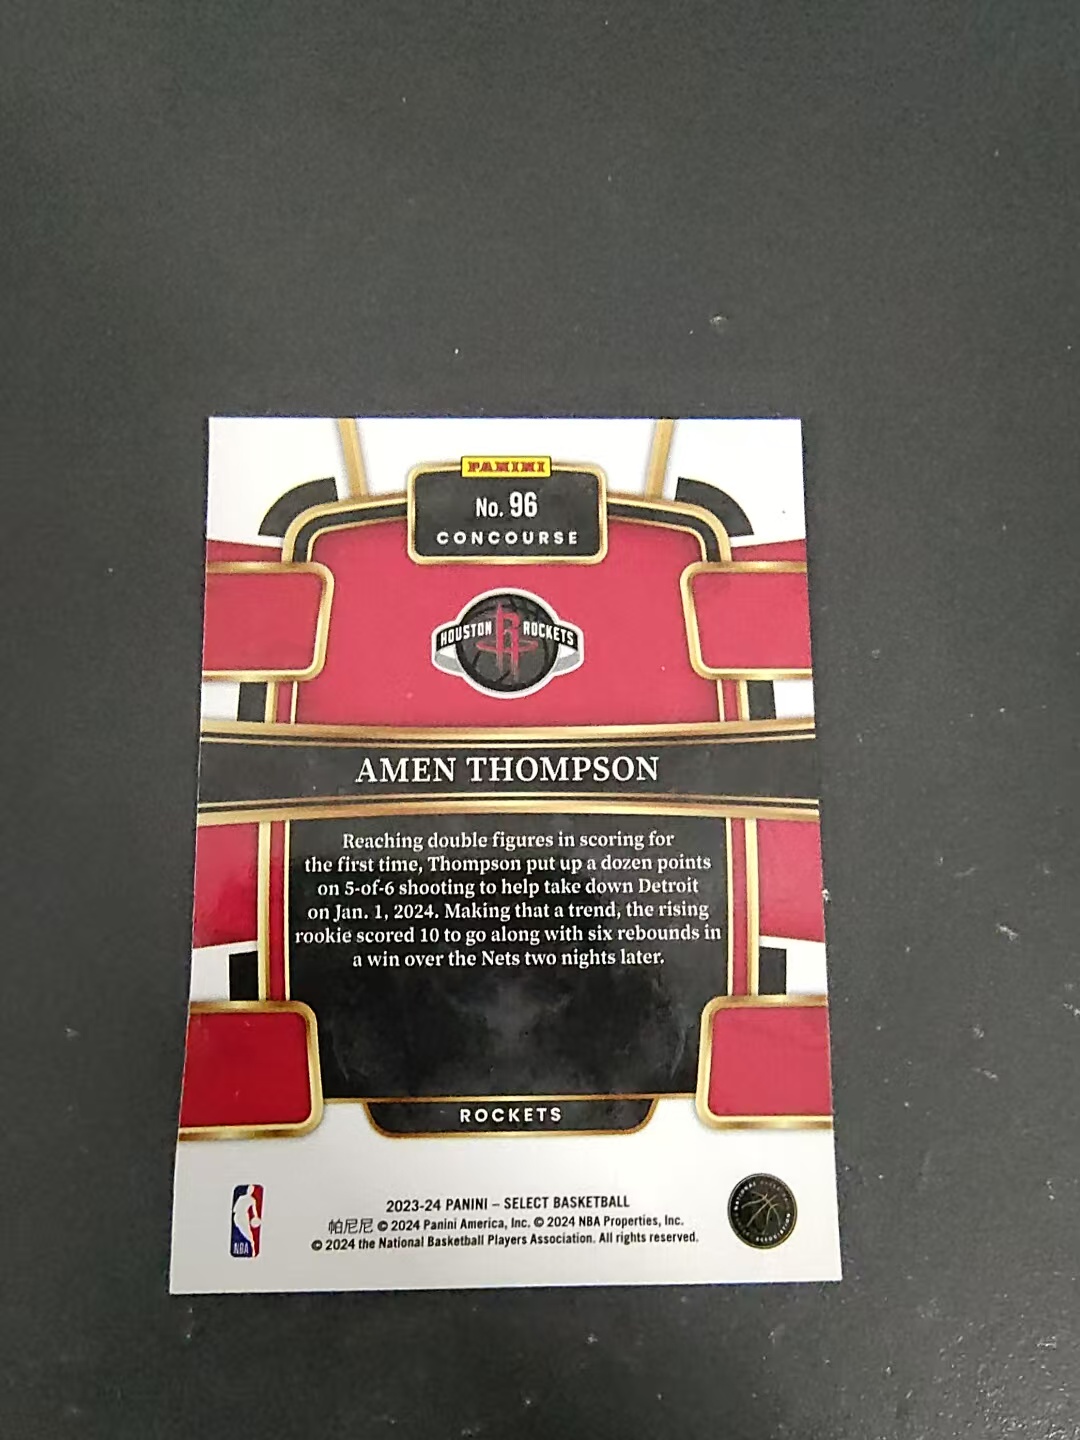 PANINI
No. 96
CONCOURSE
HOUSTON ROCKETS
AMEN THOMPSON
Reaching double figures in scoring for
the first time, Thompson put up a dozen points
on 5-of-6 shooting to help take down Detroit
on Jan. 1, 2024. Making that a trend, the rising
rookie scored 10 to go along with six rebounds in
a win over the Nets two nights later.
ROCKETS
2023-24 PANINI – SELECT BASKETBALL
帕尼尼 © 2024 Panini America, Inc. © 2024 NBA Properties, Inc.
© 2024 the National Basketball Players Association. All rights reserved.
NBA